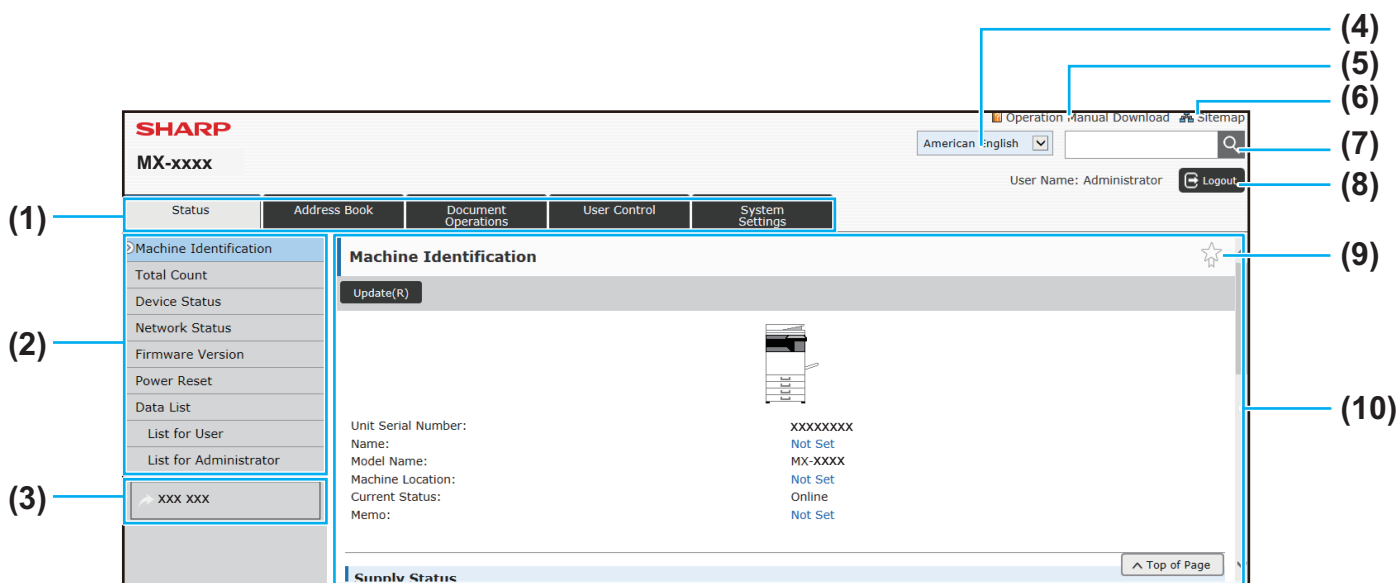 (4)
(5)
(6)
Operation Manual Download Sitemap
SHARP
American English
(7)
MX-xxxx
User Name: Administrator Logout
(8)
(1)
Status Address Book Document Operations User Control System Settings
(2)
Machine Identification
Total Count
Device Status
Network Status
Firmware Version
Power Reset
Data List
List for User
List for Administrator
(3)
XXX XXX
Machine Identification
(9)
Update(R)
(10)
Unit Serial Number: XXXXXXXX
Name: Not Set
Model Name: MX-XXXX
Machine Location: Not Set
Current Status: Online
Memo: Not Set
Top of Page
Supply Status